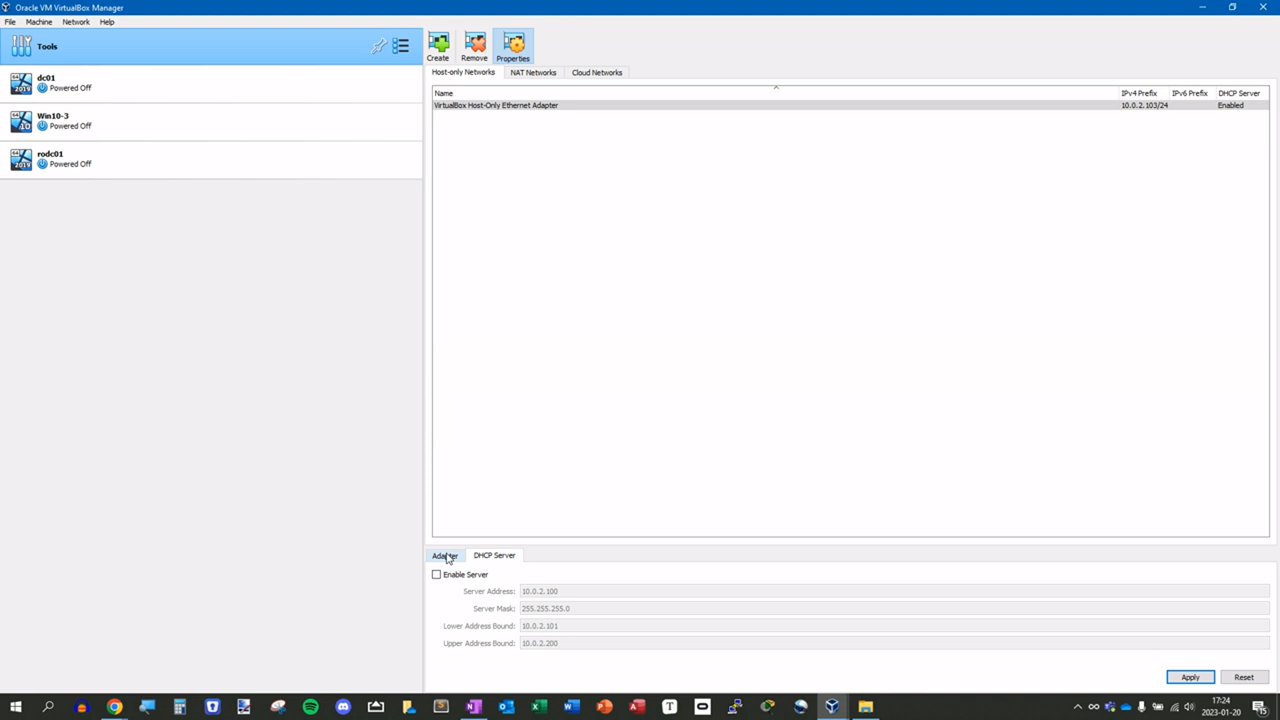 Oracle VM VirtualBox Manager
File Machine Network Help
Tools
Create Remove Properties
Host-only Networks NAT Networks Cloud Networks
Name IPv4 Prefix IPv6 Prefix DHCP Server
VirtualBox Host-Only Ethernet Adapter 10.0.2.103/24 Enabled
dc01
Powered Off
2019
Win10-3
Powered Off
10
rodc01
Powered Off
2019
Adapter DHCP Server
Enable Server
Server Address: 10.0.2.100
Server Mask: 255.255.255.0
Lower Address Bound: 10.0.2.101
Upper Address Bound: 10.0.2.200
Apply Reset
17:24
2023-01-20
15